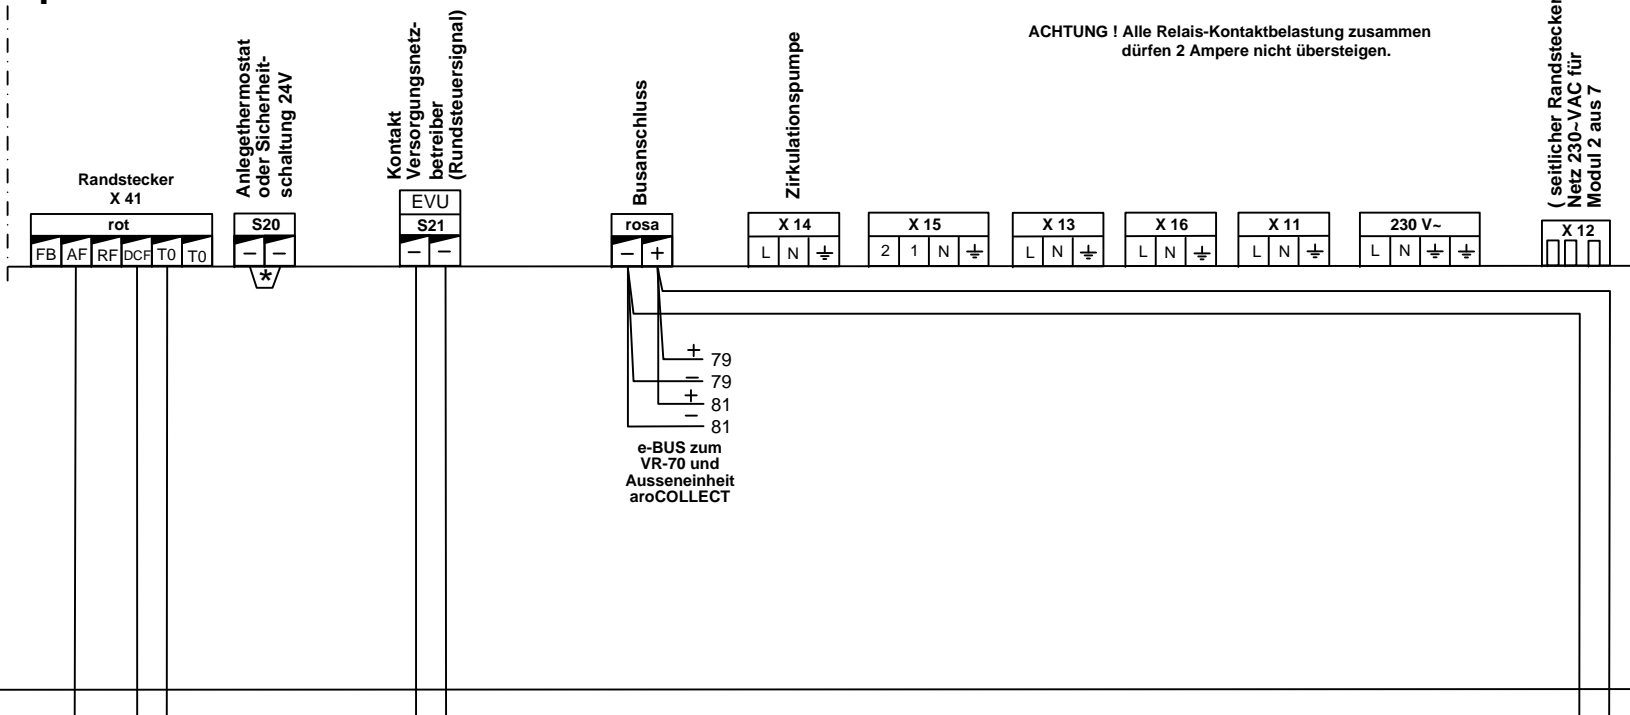 ACHTUNG ! Alle Relais-Kontaktbelastung zusammen
dürfen 2 Ampere nicht übersteigen.
Randstecker
X 41
rot
FB AF RF DCF T0 T0
Anlegethermostat
oder Sicherheit-
schaltung 24V
S20
– –
*
Kontakt
Versorgungsnetz-
betreiber
(Rundsteuersignal)
EVU
S21
– –
Busanschluss
rosa
– +
Zirkulationspumpe
X 14
L N
X 15
2 1 N
X 13
L N
X 16
L N
X 11
L N
230 V~
L N
( seitlicher Randstecker
Netz 230~VAC für
Modul 2 aus 7
X 12
+ 79
– 79
+ 81
– 81
e-BUS zum
VR-70 und
Ausseneinheit
aroCOLLECT